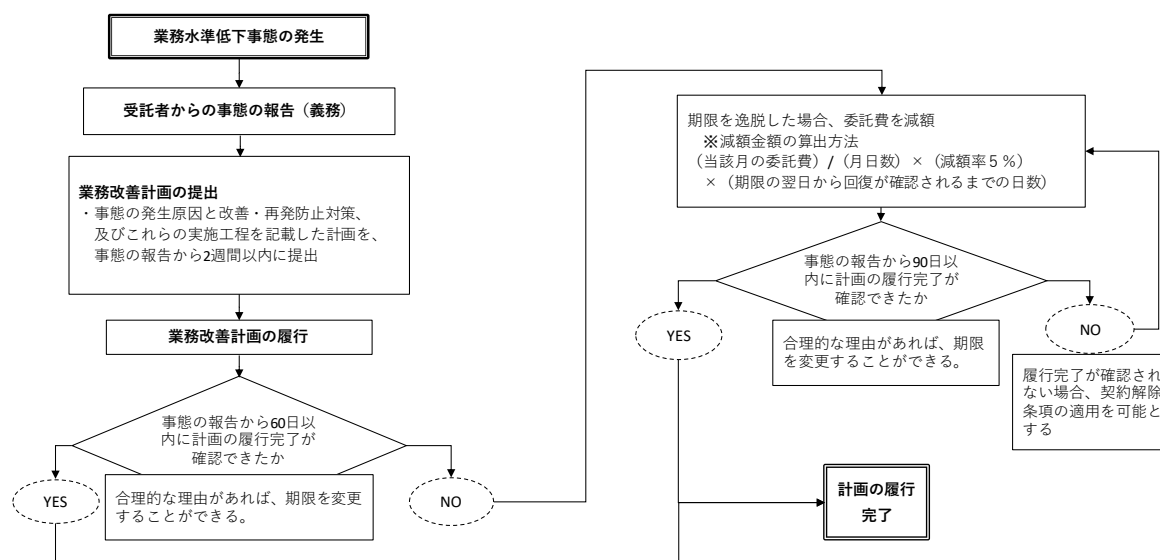 業務水準低下事態の発生
受託者からの事態の報告（義務）
業務改善計画の提出
・事態の発生原因と改善・再発防止対策、
及びこれらの実施工程を記載した計画を、
事態の報告から2週間以内に提出
業務改善計画の履行
事態の報告から60日以
内に計画の履行完了が
確認できたか
合理的な理由があれば、期限を変更
することができる。
YES
NO
期限を逸脱した場合、委託費を減額
※減額金額の算出方法
（当該月の委託費）/（月日数）×（減額率５%）
×（期限の翌日から回復が確認されるまでの日数）
事態の報告から90日以
内に計画の履行完了が
確認できたか
合理的な理由があれば、期限
を変更することができる。
YES
NO
履行完了が確認され
ない場合、契約解除
条項の適用を可能と
する
計画の履行
完了